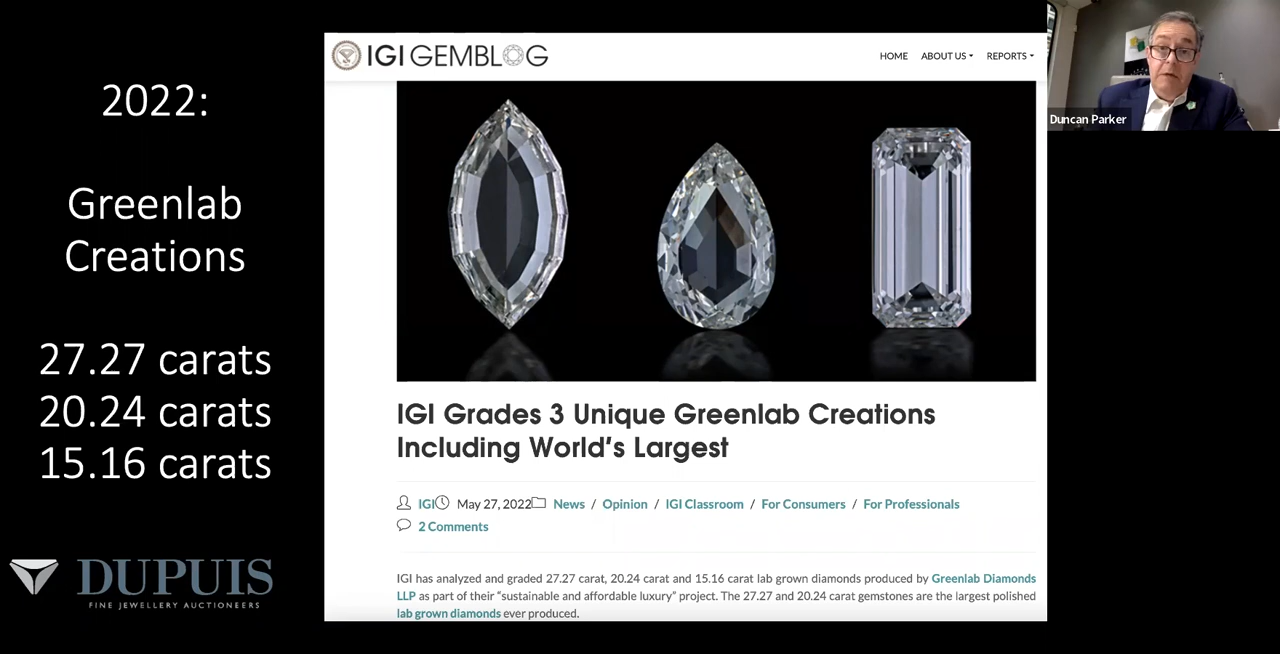 2022:
Greenlab
Creations
27.27 carats
20.24 carats
15.16 carats
DUPUIS
FINE JEWELLERY AUCTIONEERS
IGI GEMBLOG
HOME ABOUT US REPORTS
IGI Grades 3 Unique Greenlab Creations
Including World's Largest
IGI May 27, 2022 News / Opinion / IGI Classroom / For Consumers / For Professionals
2 Comments
IGI has analyzed and graded 27.27 carat, 20.24 carat and 15.16 carat lab grown diamonds produced by Greenlab Diamonds
LLP as part of their “sustainable and affordable luxury” project. The 27.27 and 20.24 carat gemstones are the largest polished
lab grown diamonds ever produced.
Duncan Parker